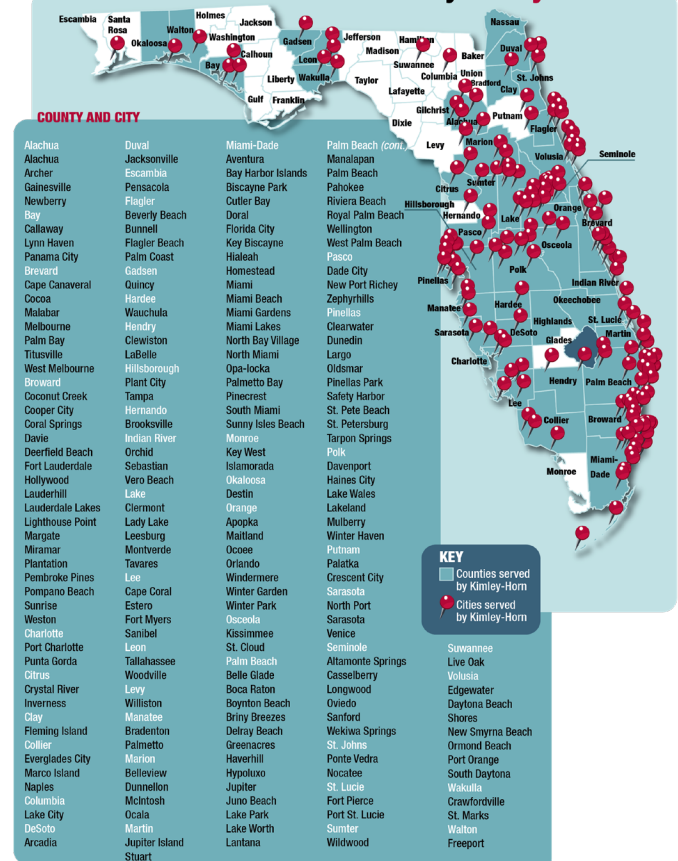 Escambia
Santa
Rosa
Okaloosa
Walton
Holmes
Washington
Jackson
Calhoun
Bay
Gulf
Liberty
Franklin
Gadsen
Leon
Wakulla
Jefferson
Madison
Taylor
Hamilton
Suwannee
Lafayette
Dixie
Columbia
Baker
Union
Bradford
Gilchrist
Alachua
Levy
Nassau
Duval
Clay
St. Johns
Putnam
Flagler
Marion
Volusia
Seminole
Citrus
Sumter
Hernando
Hillsborough
Lake
Orange
Brevard
Pasco
Osceola
Polk
Pinellas
Indian River
Manatee
Hardee
Okeechobee
Highlands
St. Lucie
Sarasota
DeSoto
Glades
Martin
Charlotte
Hendry
Palm Beach
Lee
Collier
Broward
Monroe
Miami-
Dade
COUNTY AND CITY
Alachua
Alachua
Archer
Gainesville
Newberry
Bay
Callaway
Lynn Haven
Panama City
Brevard
Cape Canaveral
Cocoa
Malabar
Melbourne
Palm Bay
Titusville
West Melbourne
Broward
Coconut Creek
Cooper City
Coral Springs
Davie
Deerfield Beach
Fort Lauderdale
Hollywood
Lauderhill
Lauderdale Lakes
Lighthouse Point
Margate
Miramar
Plantation
Pembroke Pines
Pompano Beach
Sunrise
Weston
Charlotte
Port Charlotte
Punta Gorda
Citrus
Crystal River
Inverness
Clay
Fleming Island
Collier
Everglades City
Marco Island
Naples
Columbia
Lake City
DeSoto
Arcadia
Duval
Jacksonville
Escambia
Pensacola
Flagler
Beverly Beach
Bunnell
Flagler Beach
Palm Coast
Gadsen
Quincy
Hardee
Wauchula
Hendry
Clewiston
LaBelle
Hillsborough
Plant City
Tampa
Hernando
Brooksville
Indian River
Orchid
Sebastian
Vero Beach
Lake
Clermont
Lady Lake
Leesburg
Montverde
Tavares
Lee
Cape Coral
Estero
Fort Myers
Sanibel
Leon
Tallahassee
Woodville
Levy
Williston
Manatee
Bradenton
Palmetto
Marion
Belleview
Dunnellon
McIntosh
Ocala
Martin
Jupiter Island
Stuart
Miami-Dade
Aventura
Bay Harbor Islands
Biscayne Park
Cutler Bay
Doral
Florida City
Key Biscayne
Hialeah
Homestead
Miami
Miami Beach
Miami Gardens
Miami Lakes
North Bay Village
North Miami
Opa-locka
Palmetto Bay
Pinecrest
South Miami
Sunny Isles Beach
Monroe
Key West
Islamorada
Okaloosa
Destin
Orange
Apopka
Maitland
Ocoee
Orlando
Windermere
Winter Garden
Winter Park
Osceola
Kissimmee
St. Cloud
Palm Beach
Belle Glade
Boca Raton
Boynton Beach
Briny Breezes
Delray Beach
Greenacres
Haverhill
Hypoluxo
Jupiter
Juno Beach
Lake Park
Lake Worth
Lantana
Palm Beach (cont.
Manalapan
Palm Beach
Pahokee
Riviera Beach
Royal Palm Beach
Wellington
West Palm Beach
Pasco
Dade City
New Port Richey
Zephyrhills
Pinellas
Clearwater
Dunedin
Largo
Oldsmar
Pinellas Park
Safety Harbor
St. Pete Beach
St. Petersburg
Tarpon Springs
Polk
Davenport
Haines City
Lake Wales
Lakeland
Mulberry
Winter Haven
Putnam
Palatka
Crescent City
Sarasota
North Port
Sarasota
Venice
Seminole
Altamonte Springs
Casselberry
Longwood
Oviedo
Sanford
Wekiwa Springs
St. Johns
Ponte Vedra
Nocatee
St. Lucie
Fort Pierce
Port St. Lucie
Sumter
Wildwood
KEY
Counties served
by Kimley-Horn
Cities served
by Kimley-Horn
Suwannee
Live Oak
Volusia
Edgewater
Daytona Beach
Shores
New Smyrna Beach
Ormond Beach
Port Orange
South Daytona
Wakulla
Crawfordville
St. Marks
Walton
Freeport